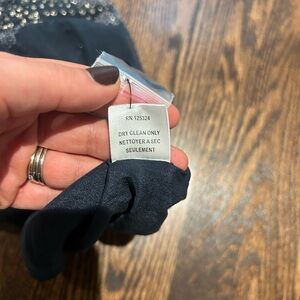 RN 125324
DRY CLEAN ONLY
NETTOYER A SEC
SEULEMENT